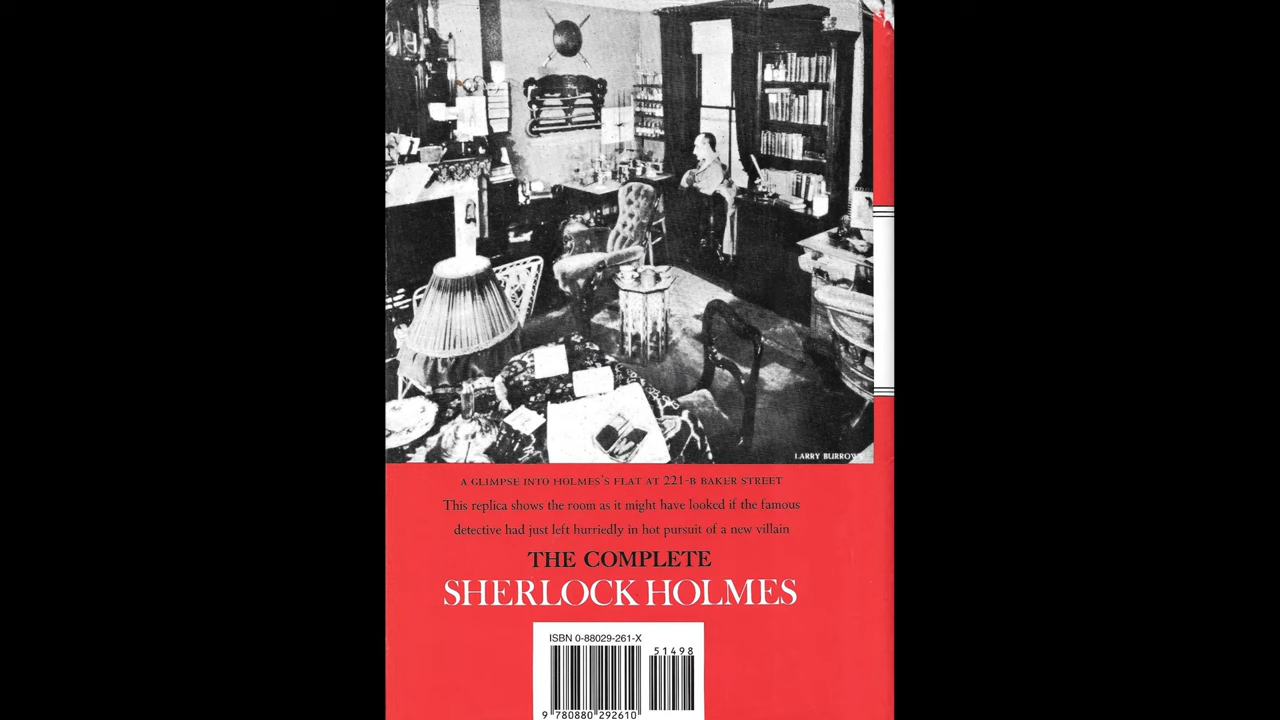 LARRY BURROWS
A GLIMPSE INTO HOLMES'S FLAT AT 221-B BAKER STREET
This replica shows the room as it might have looked if the famous
detective had just left hurriedly in hot pursuit of a new villain
THE COMPLETE
SHERLOCK HOLMES
ISBN 0-88029-261-X
51498
9 780880 292610